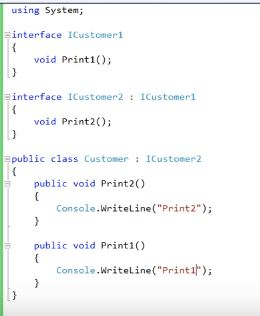 using System;
interface ICustomer1
{
    void Print1();
}
interface ICustomer2 : ICustomer1
{
    void Print2();
}
public class Customer : ICustomer2
{
    public void Print2()
    {
        Console.WriteLine("Print2");
    }
    public void Print1()
    {
        Console.WriteLine("Print1");
    }
}